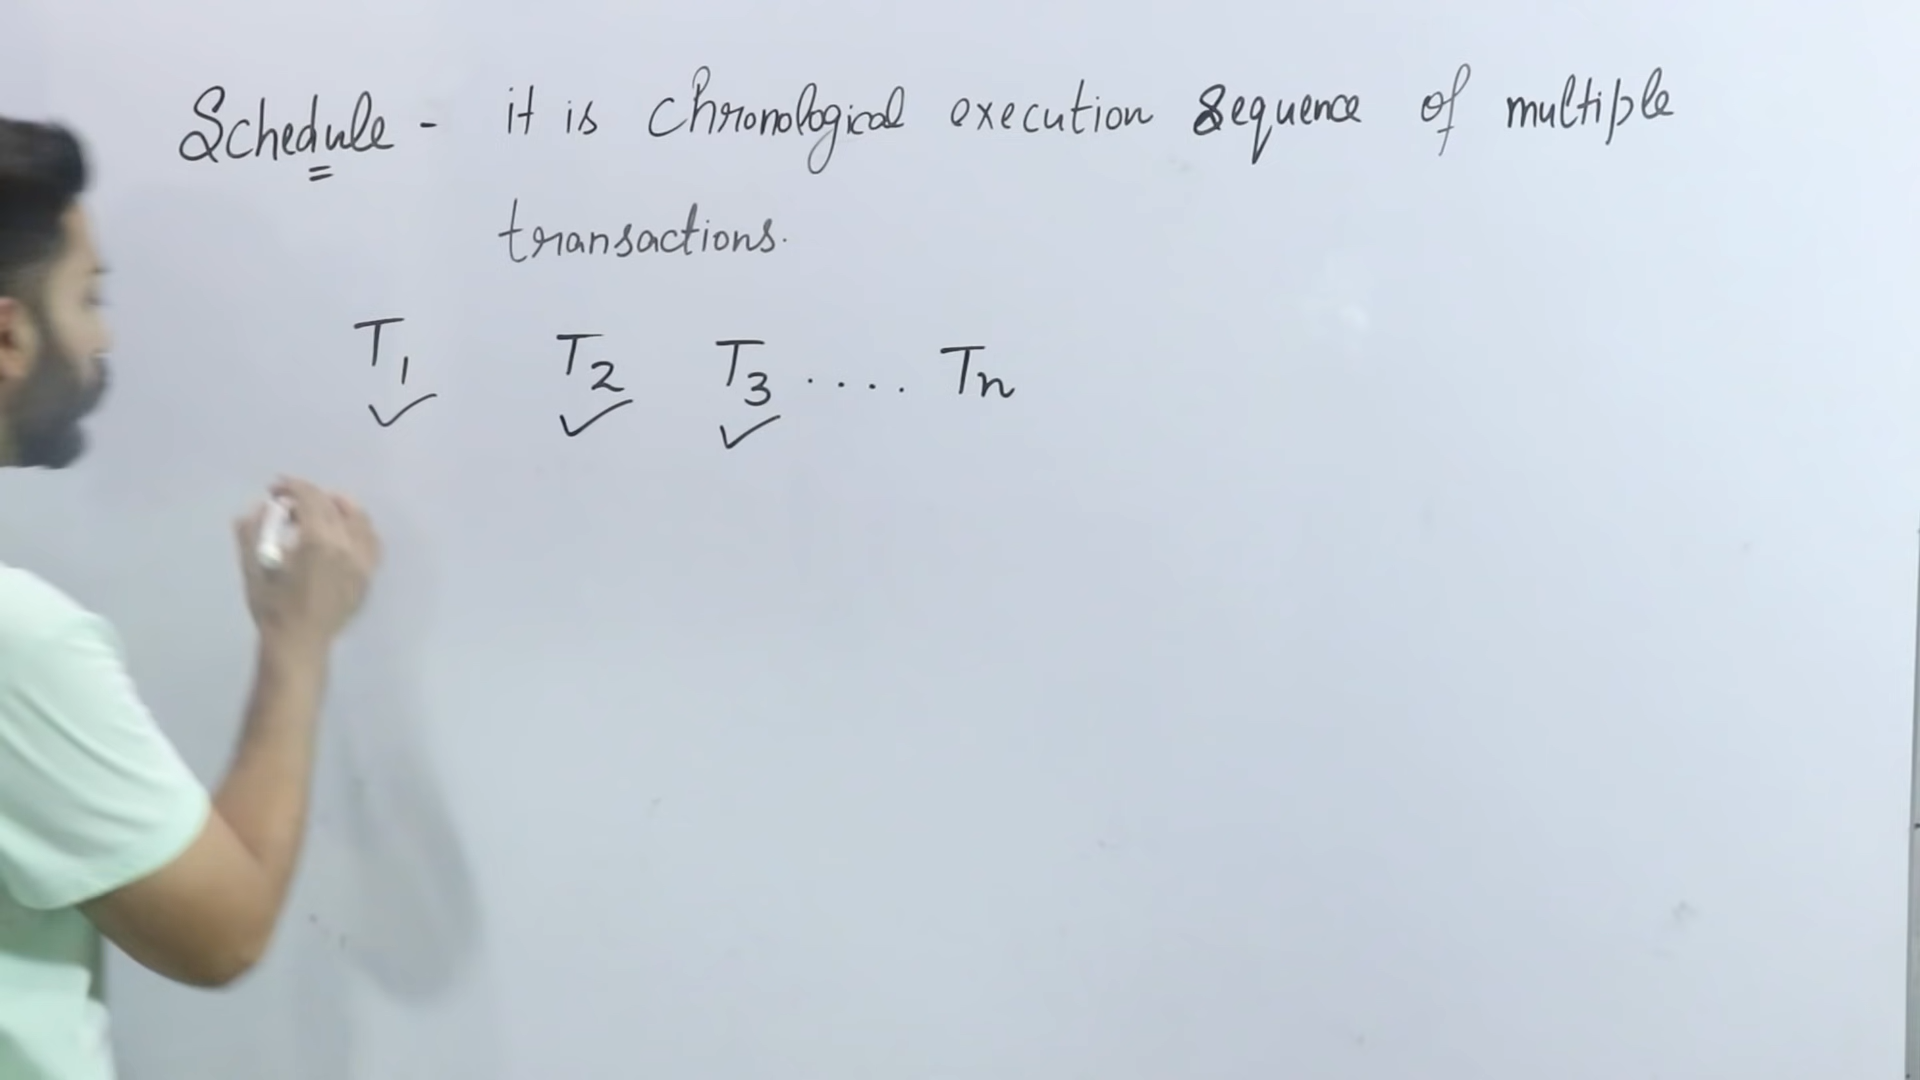 Schedule - it is Chronological execution Sequence of multiple
transactions.
T1 T2 T3 .... Tn